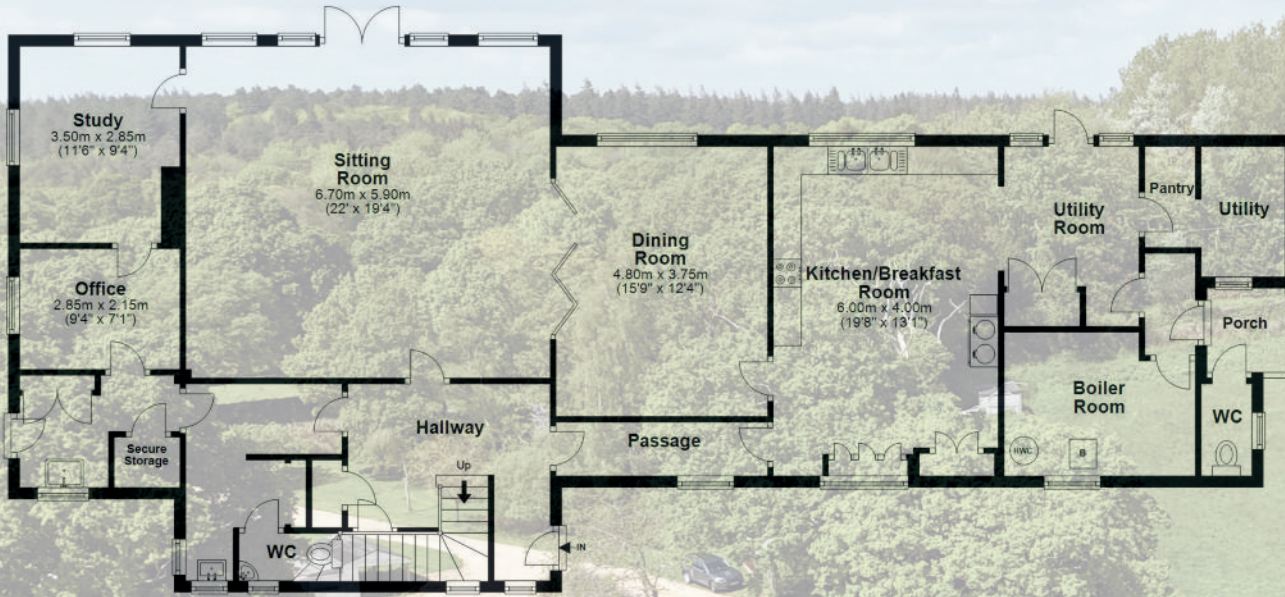 Study
3.50m x 2.85m
(11'6" x 9'4")
Sitting
Room
6.70m x 5.90m
(22' x 19'4")
Dining
Room
4.80m x 3.75m
(15'9" x 12'4")
Kitchen/Breakfast
Room
6.00m x 4.00m
(19'8" x 13'1")
Utility
Room
Pantry
Utility
Office
2.85m x 2.15m
(9'4" x 7'1")
Porch
Boiler
Room
WC
Secure
Storage
Hallway
Passage
Up
HWC
B
WC
IN